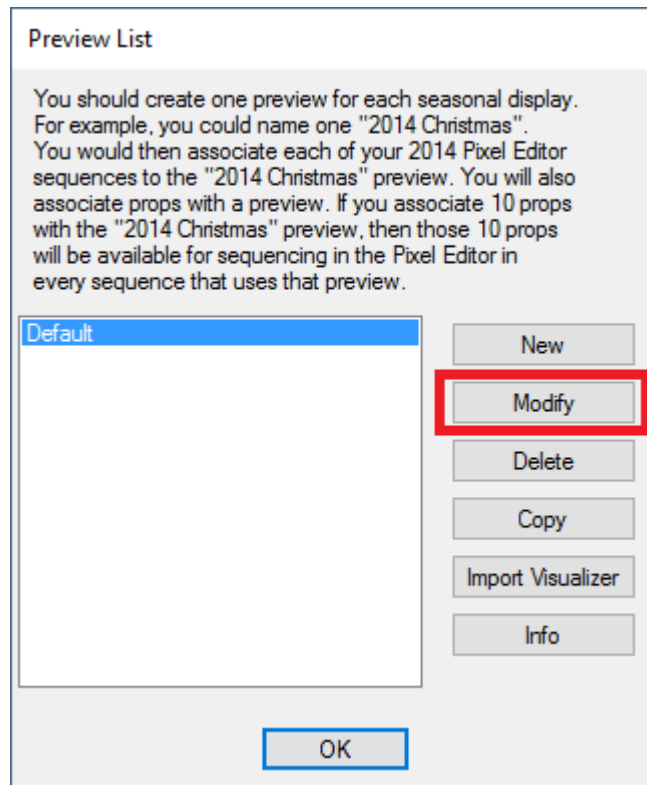 Preview List
You should create one preview for each seasonal display.
For example, you could name one "2014 Christmas".
You would then associate each of your 2014 Pixel Editor
sequences to the "2014 Christmas" preview. You will also
associate props with a preview. If you associate 10 props
with the "2014 Christmas" preview, then those 10 props
will be available for sequencing in the Pixel Editor in
every sequence that uses that preview.
Default
New
Modify
Delete
Copy
Import Visualizer
Info
OK